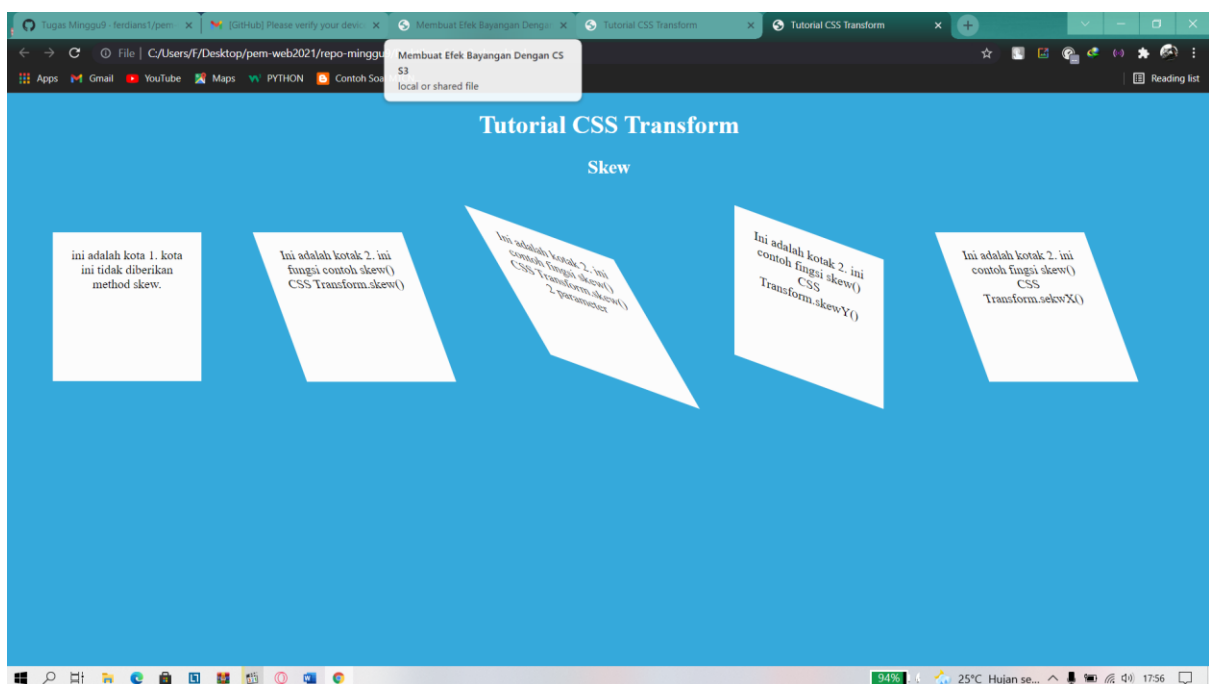 Tugas Minggu9 - ferdians1/pem-
[GitHub] Please verify your devic
Membuat Efek Bayangan Denga
Tutorial CSS Transform
Tutorial CSS Transform
File | C:/Users/F/Desktop/pem-web2021/repo-minggu
Membuat Efek Bayangan Dengan CS
S3
local or shared file
Apps Gmail YouTube Maps PYTHON Contoh Soa
Reading list
Tutorial CSS Transform
Skew
ini adalah kota 1. kota
ini tidak diberikan
method skew.
Ini adalah kotak 2. ini
fungsi contoh skew()
CSS Transform.skew()
Ini adalah kotak 2. ini
contoh fingsi skew()
CSS Transform.skew()
2 parameter
Ini adalah kotak 2. ini
contoh fingsi skew()
CSS
Transform.skewY()
Ini adalah kotak 2. ini
contoh fingsi skew()
CSS
Transform.sekwX()
94% 25°C Hujan se... 17:56